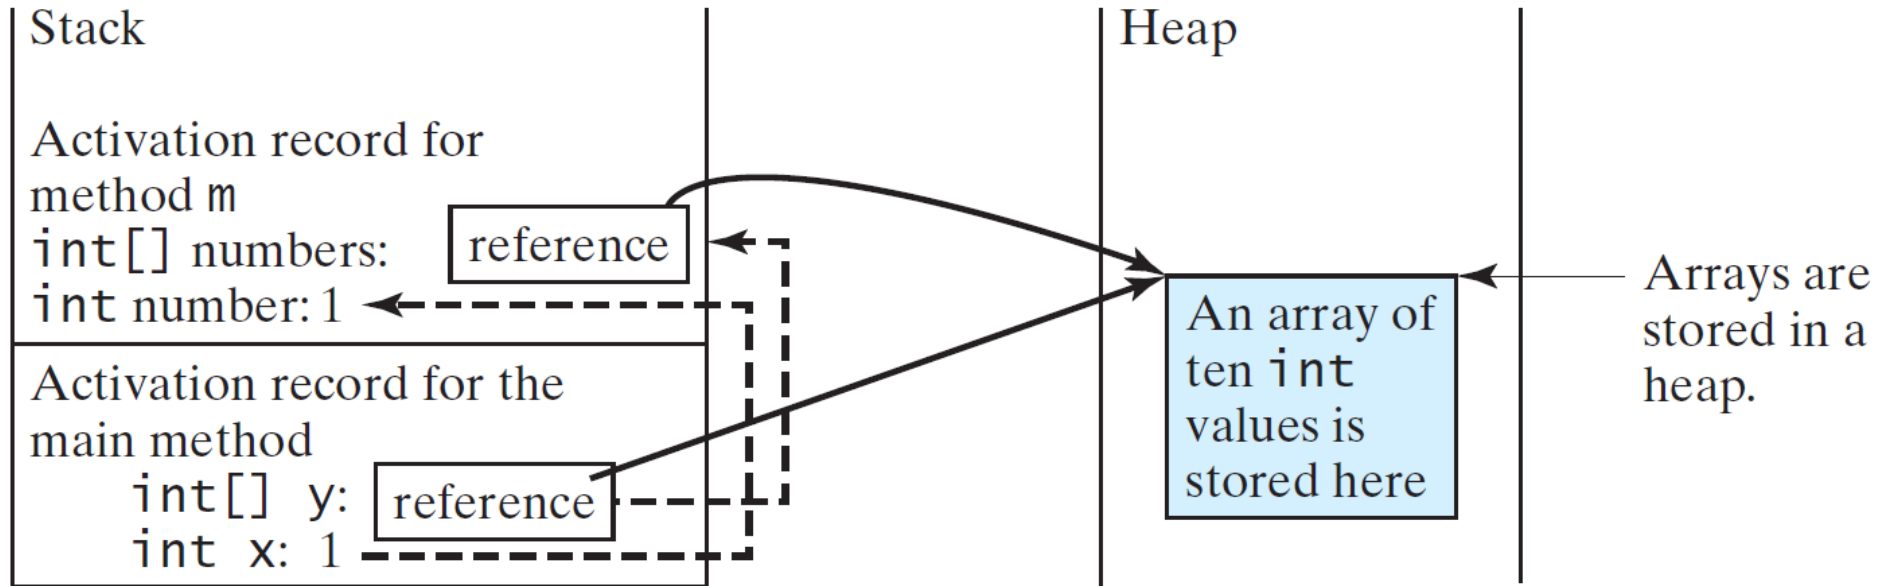 Stack
Activation record for
method m
int[] numbers: reference
int number: 1
Activation record for the
main method
int[] y: reference
int x: 1
Heap
An array of
ten int
values is
stored here
Arrays are
stored in a
heap.